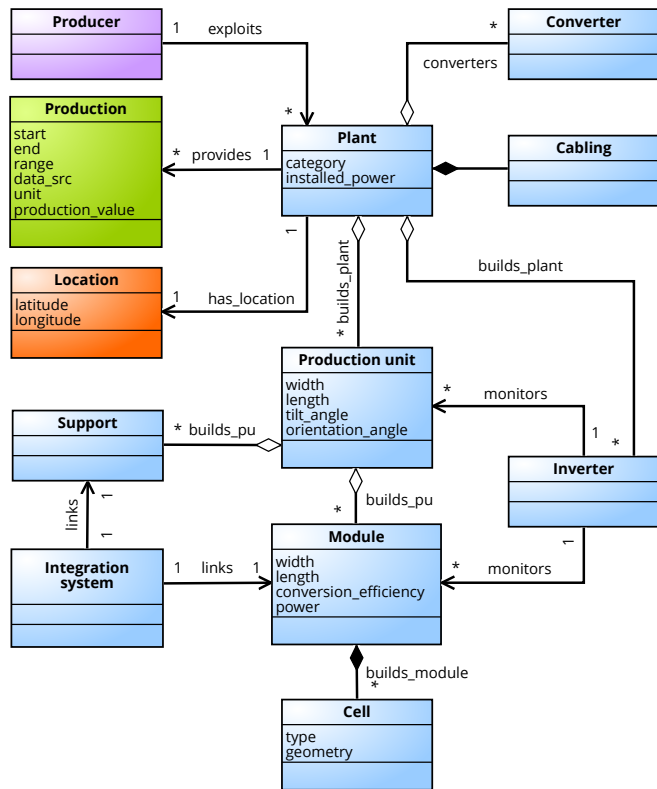 Producer
1
exploits
*
converters
*
Converter
Production
start
end
range
data_src
unit
production_value
*
provides
1
Plant
category
installed_power
Cabling
1
builds_plant
*
builds_plant
*
Location
latitude
longitude
1
has_location
Production unit
width
length
tilt_angle
orientation_angle
*
monitors
1
Support
*
builds_pu
Inverter
links
1
1
builds_pu
*
Integration
system
1
links
1
Module
width
length
conversion_efficiency
power
*
monitors
1
builds_module
*
Cell
type
geometry